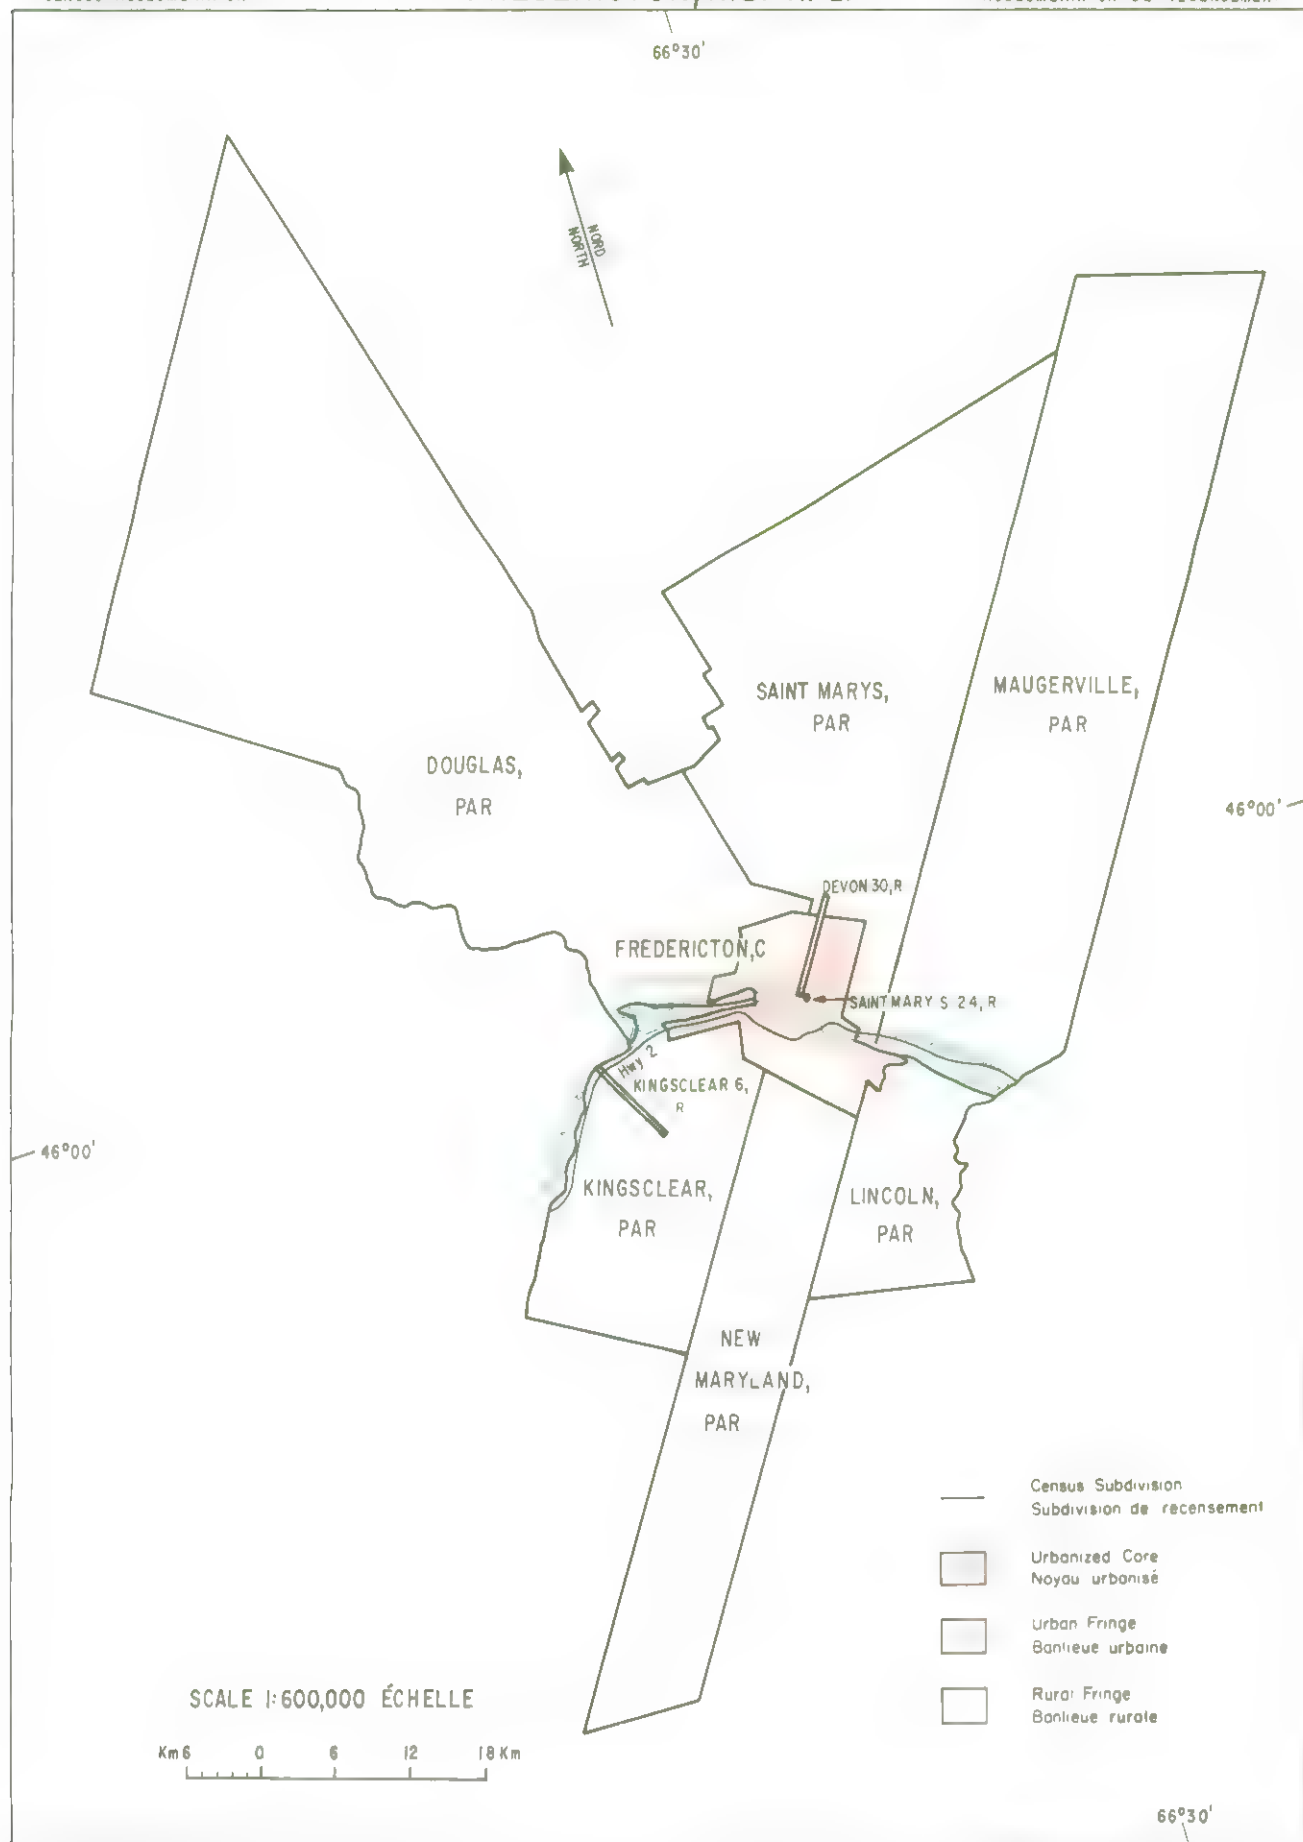 66°30'
NORD
NORTH
SAINT MARYS,
PAR
MAUGERVILLE,
PAR
DOUGLAS,
PAR
46°00'
DEVON 30, R
FREDERICTON, C
SAINT MARY S 24, R
Hwy 2
KINGSCLEAR 6,
R
46°00'
KINGSCLEAR,
PAR
LINCOLN,
PAR
NEW
MARYLAND,
PAR
Census Subdivision
Subdivision de recensement
Urbanized Core
Noyau urbanisé
Urban Fringe
Banlieue urbaine
Rural Fringe
Banlieue rurale
SCALE 1:600,000 ÉCHELLE
Km 6 0 6 12 18 Km
66°30'